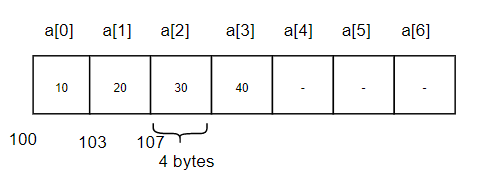 a[0] a[1] a[2] a[3] a[4] a[5] a[6]
10 20 30 40 - - -
100 103 107
4 bytes